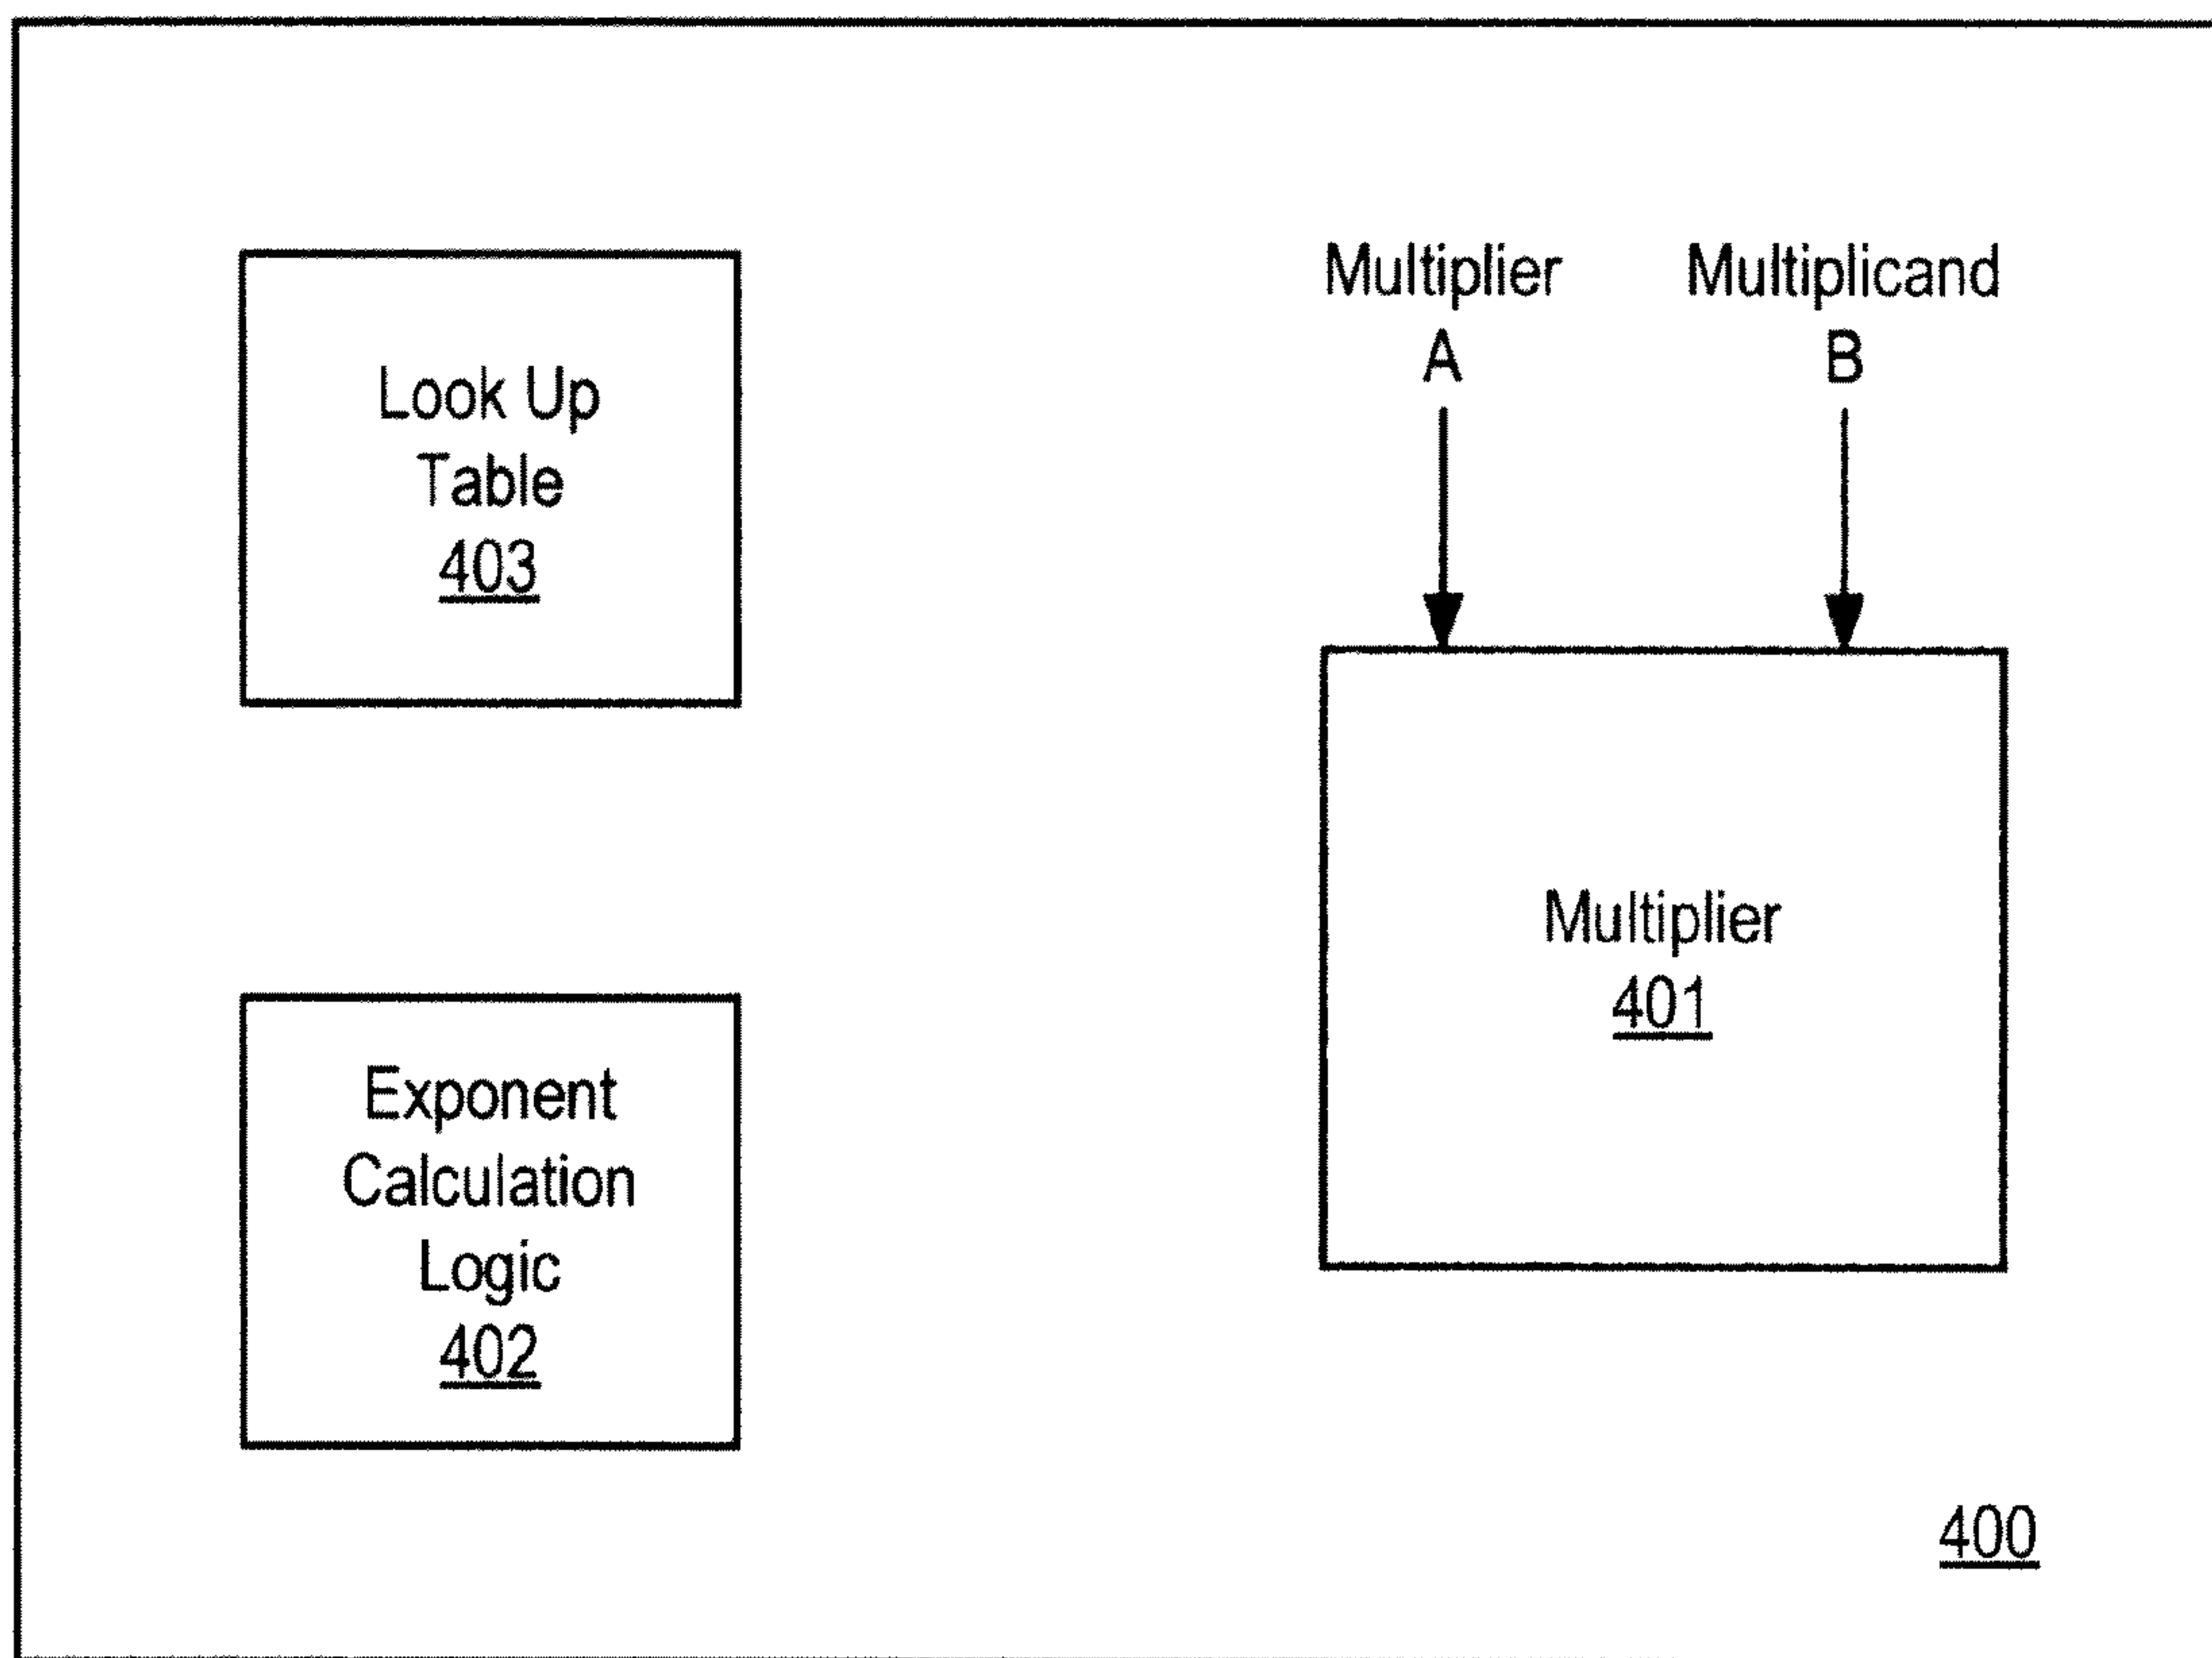 Look Up
Table
403
Multiplier
A
Multiplicand
B
Multiplier
401
Exponent
Calculation
Logic
402
400